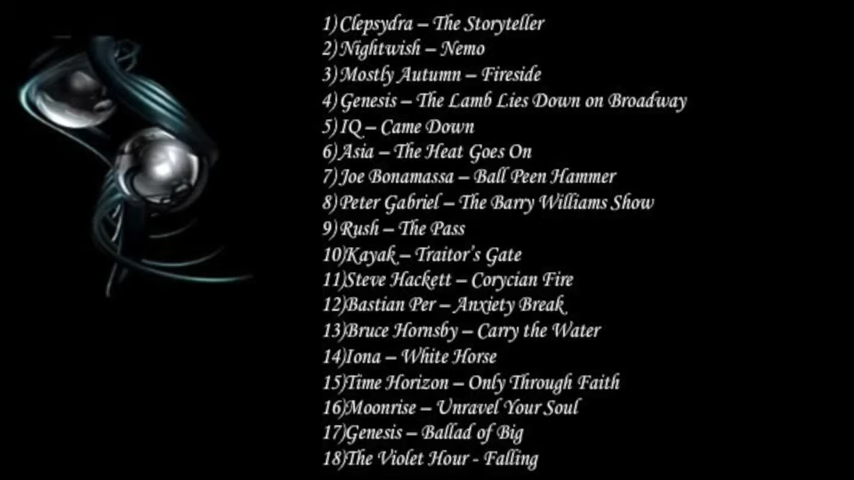 1) Clepsydra – The Storyteller
2) Nightwish – Nemo
3) Mostly Autumn – Fireside
4) Genesis – The Lamb Lies Down on Broadway
5) IQ – Came Down
6) Asia – The Heat Goes On
7) Joe Bonamassa – Ball Peen Hammer
8) Peter Gabriel – The Barry Williams Show
9) Rush – The Pass
10)Kayak – Traitor's Gate
11)Steve Hackett – Corycian Fire
12)Bastian Per – Anxiety Break
13)Bruce Hornsby – Carry the Water
14)Iona – White Horse
15)Time Horizon – Only Through Faith
16)Moonrise – Unravel Your Soul
17)Genesis – Ballad of Big
18)The Violet Hour - Falling